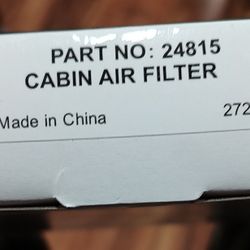 PART NO: 24815
CABIN AIR FILTER
Made in China 272